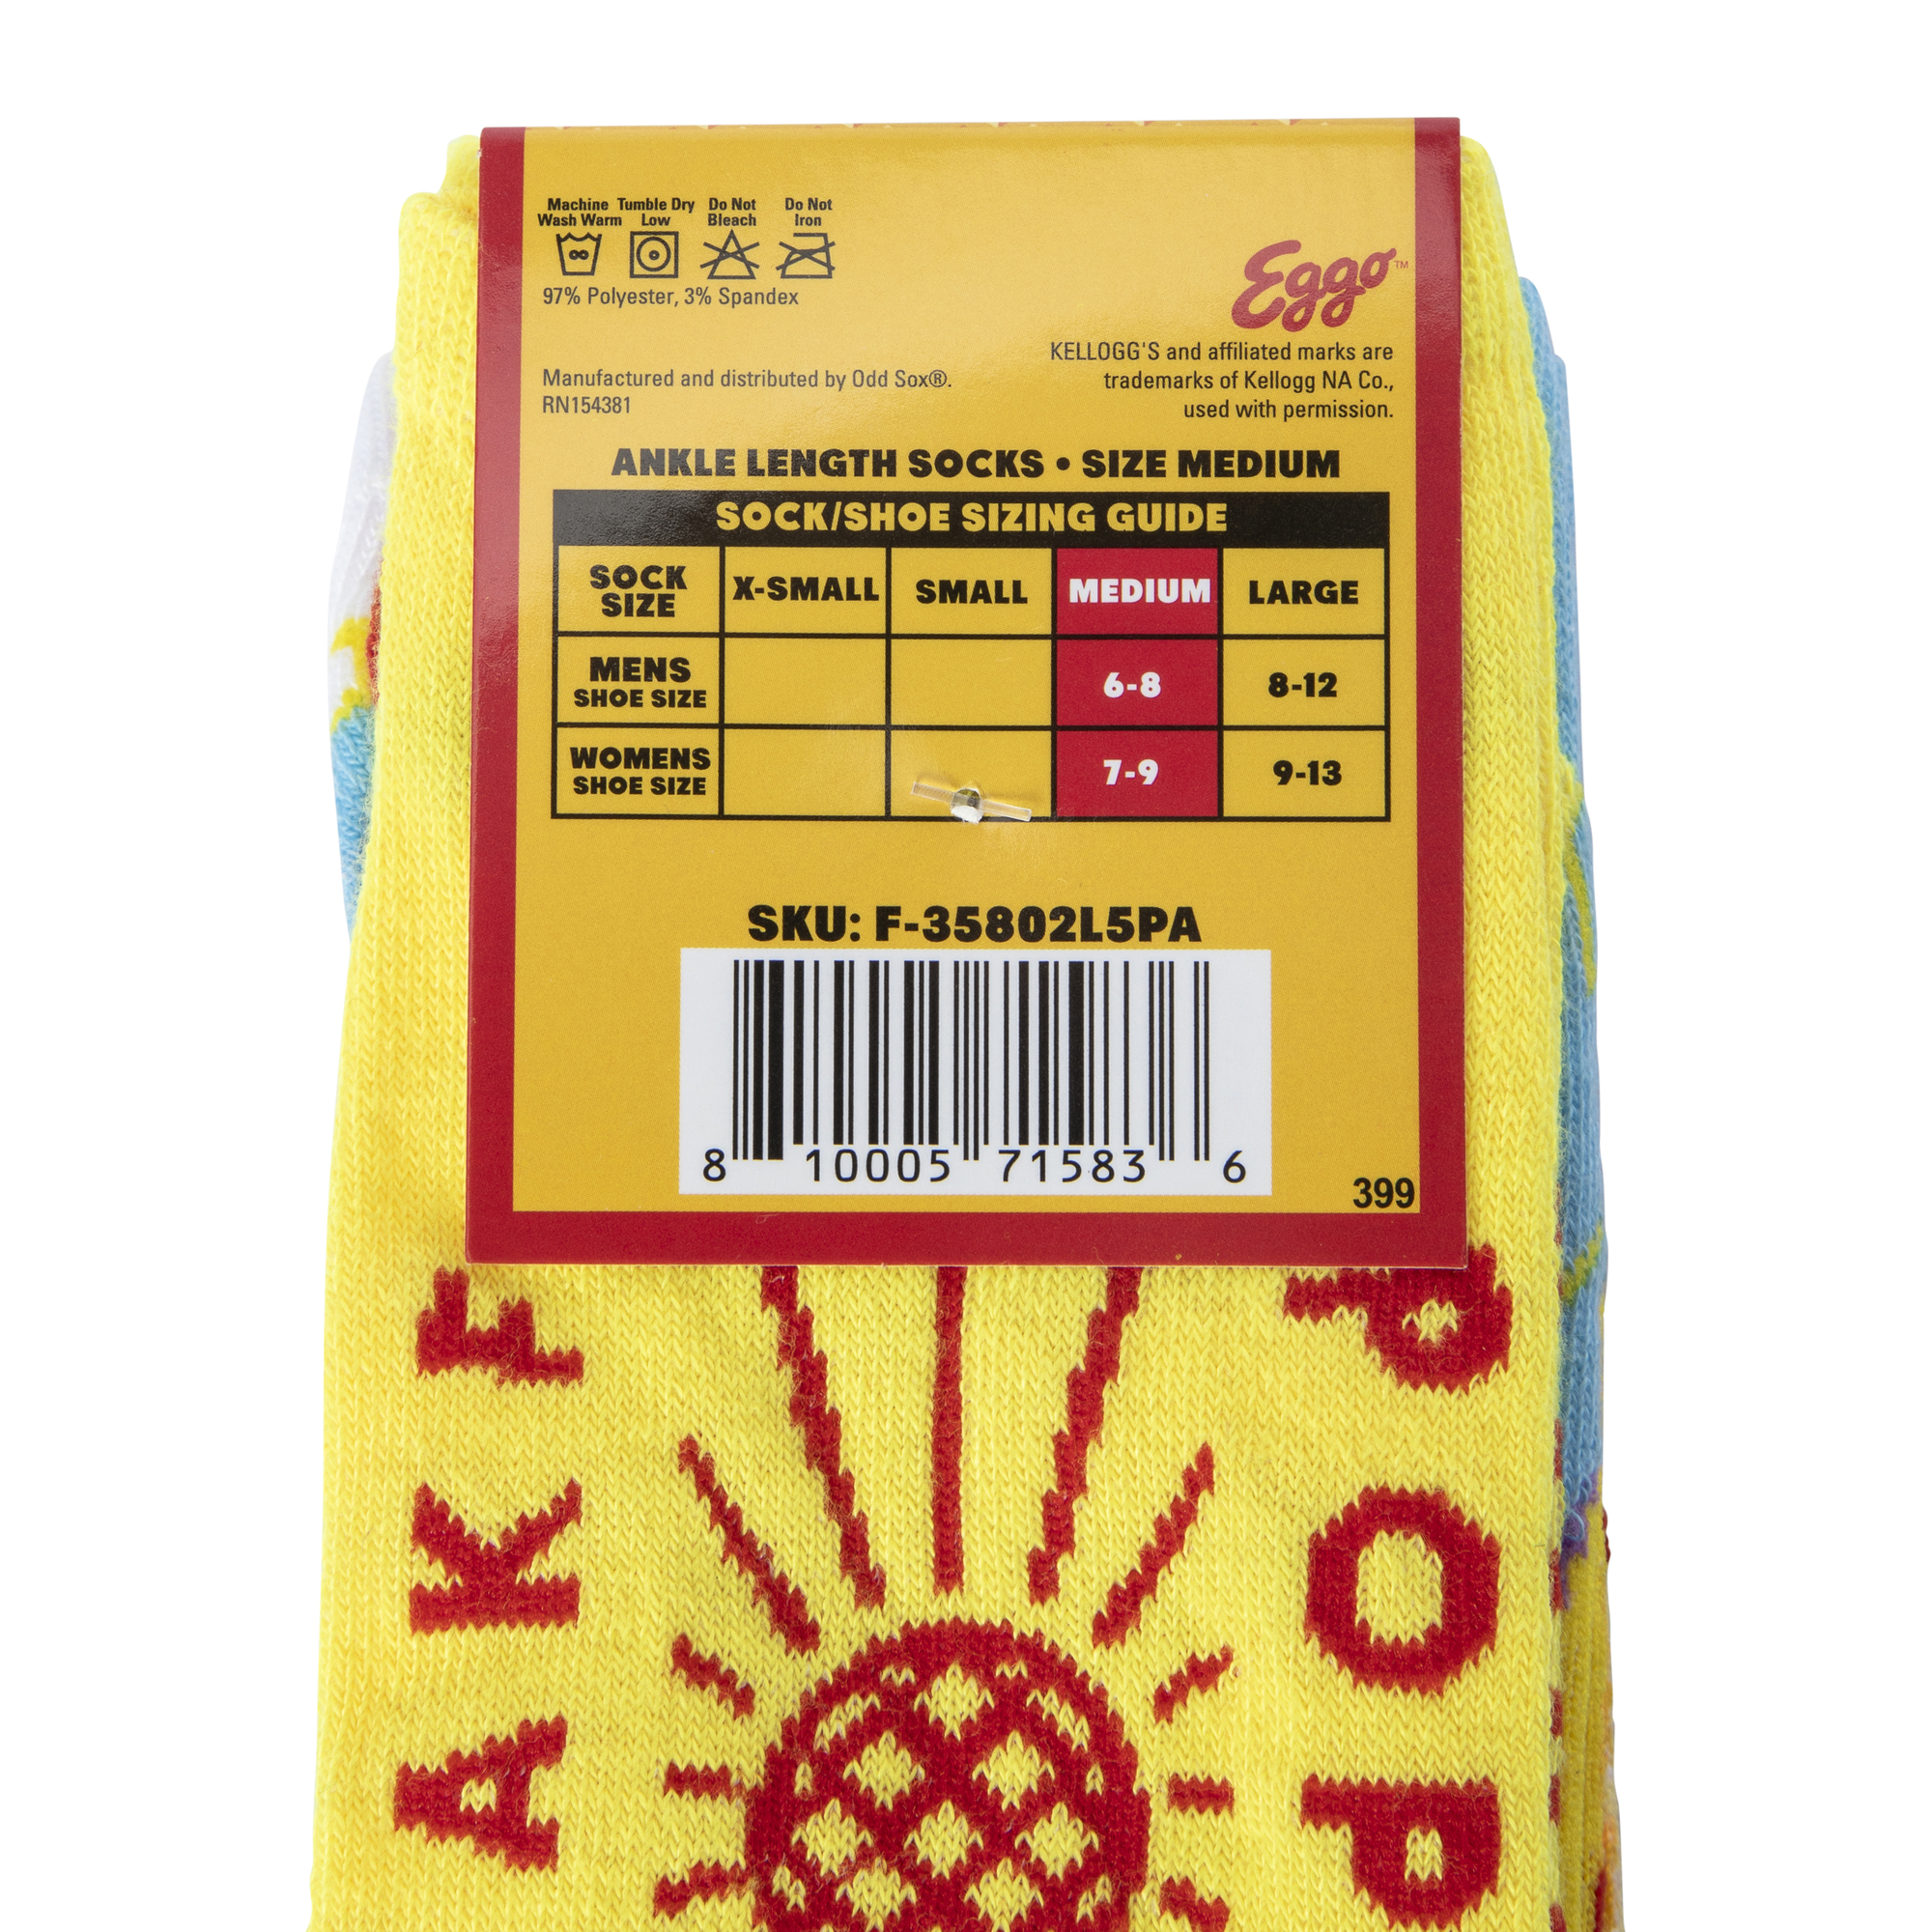 Machine Wash Warm
Tumble Dry Low
Do Not Bleach
Do Not Iron
97% Polyester, 3% Spandex
Eggo™
KELLOGG'S and affiliated marks are
trademarks of Kellogg NA Co.,
used with permission.
Manufactured and distributed by Odd Sox®.
RN154381
ANKLE LENGTH SOCKS • SIZE MEDIUM
SOCK/SHOE SIZING GUIDE
SOCK SIZE X-SMALL SMALL MEDIUM LARGE
MENS SHOE SIZE 6-8 8-12
WOMENS SHOE SIZE 7-9 9-13
SKU: F-35802L5PA
8 10005 71583 6
399
AKF
POP